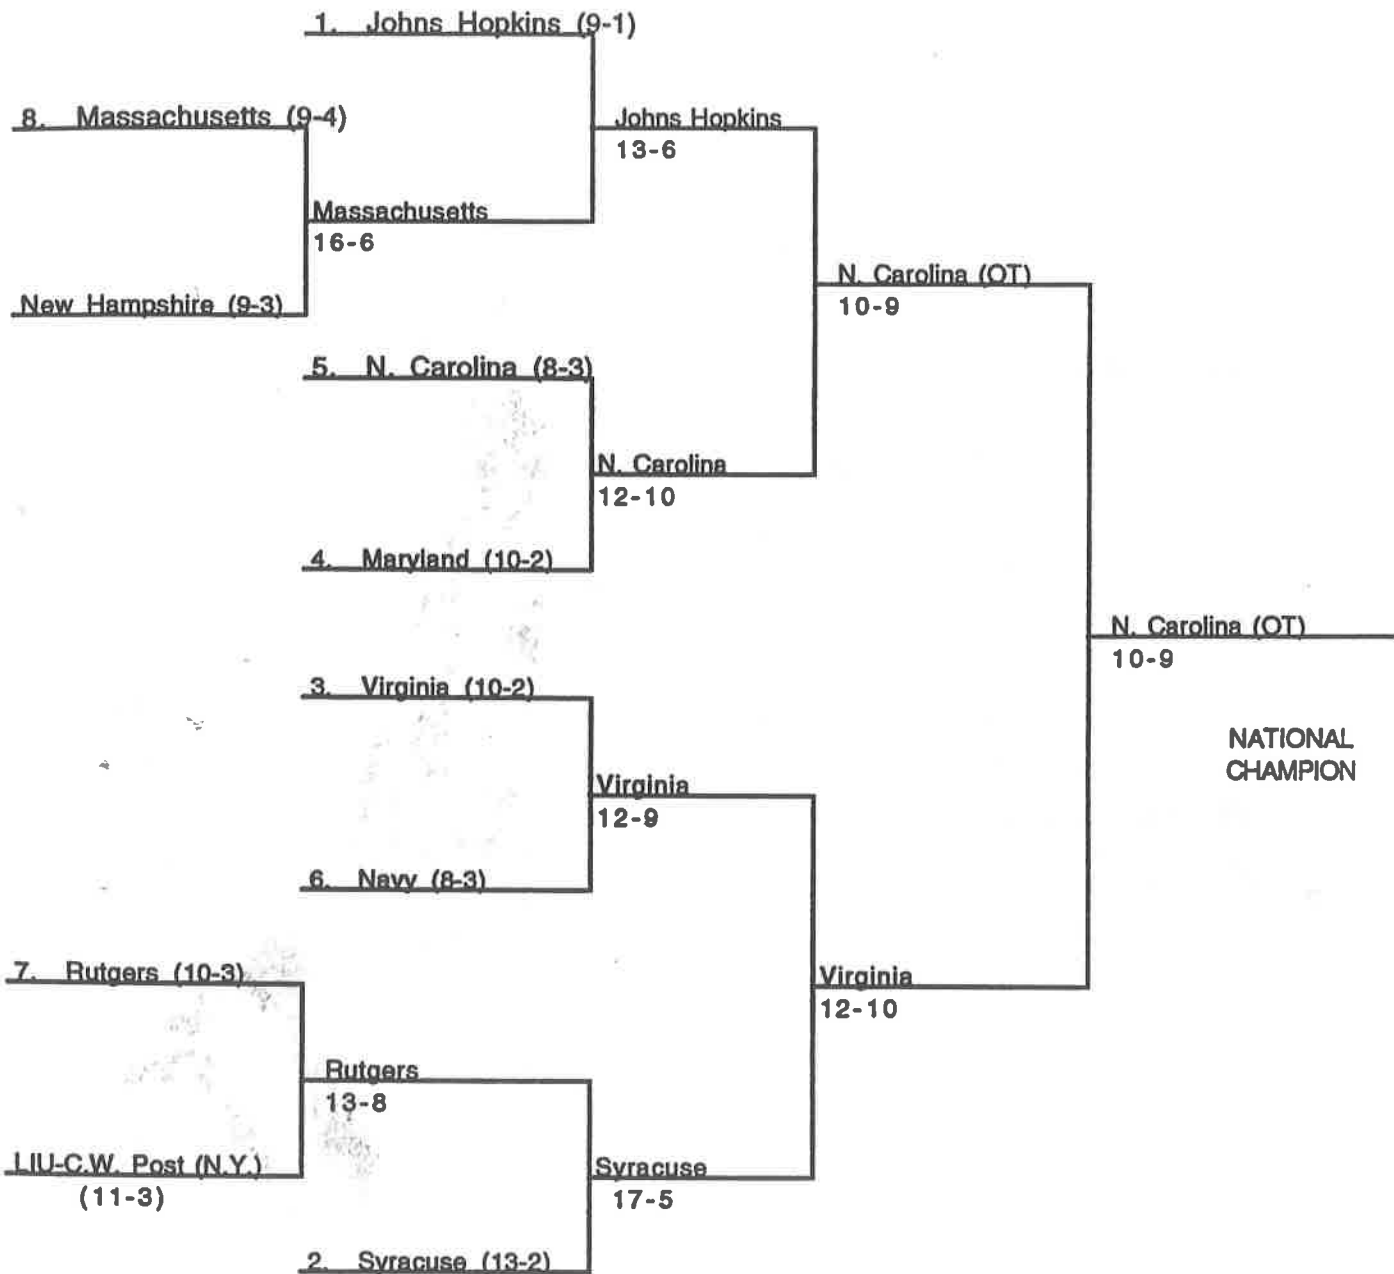 1. Johns Hopkins (9-1)
8. Massachusetts (9-4)
Johns Hopkins
13-6
Massachusetts
16-6
New Hampshire (9-3)
N. Carolina (OT)
10-9
5. N. Carolina (8-3)
N. Carolina
12-10
4. Maryland (10-2)
N. Carolina (OT)
10-9
3. Virginia (10-2)
NATIONAL
CHAMPION
Virginia
12-9
6. Navy (8-3)
7. Rutgers (10-3)
Virginia
12-10
Rutgers
13-8
LIU-C.W. Post (N.Y.)
(11-3)
Syracuse
17-5
2. Syracuse (13-2)